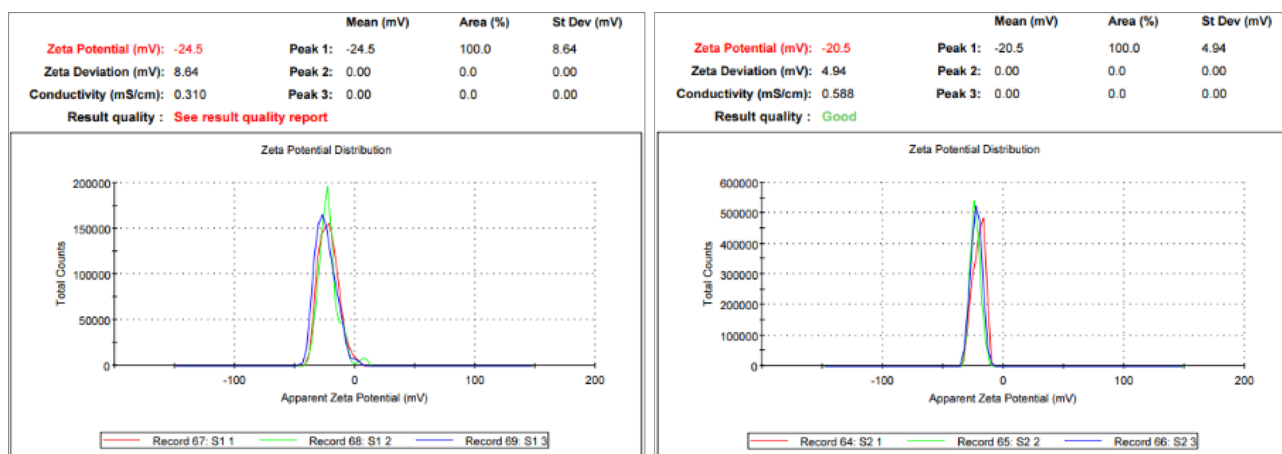 Mean (mV) Area (%) St Dev (mV)
Zeta Potential (mV): -24.5 Peak 1: -24.5 100.0 8.64
Zeta Deviation (mV): 8.64 Peak 2: 0.00 0.0 0.00
Conductivity (mS/cm): 0.310 Peak 3: 0.00 0.0 0.00
Result quality : See result quality report
Zeta Potential Distribution
Total Counts
200000
150000
100000
50000
0
-100 0 100 200
Apparent Zeta Potential (mV)
Record 67: S1 1 Record 68: S1 2 Record 69: S1 3
Mean (mV) Area (%) St Dev (mV)
Zeta Potential (mV): -20.5 Peak 1: -20.5 100.0 4.94
Zeta Deviation (mV): 4.94 Peak 2: 0.00 0.0 0.00
Conductivity (mS/cm): 0.588 Peak 3: 0.00 0.0 0.00
Result quality : Good
Zeta Potential Distribution
Total Counts
600000
500000
400000
300000
200000
100000
0
-100 0 100 200
Apparent Zeta Potential (mV)
Record 64: S2 1 Record 65: S2 2 Record 66: S2 3